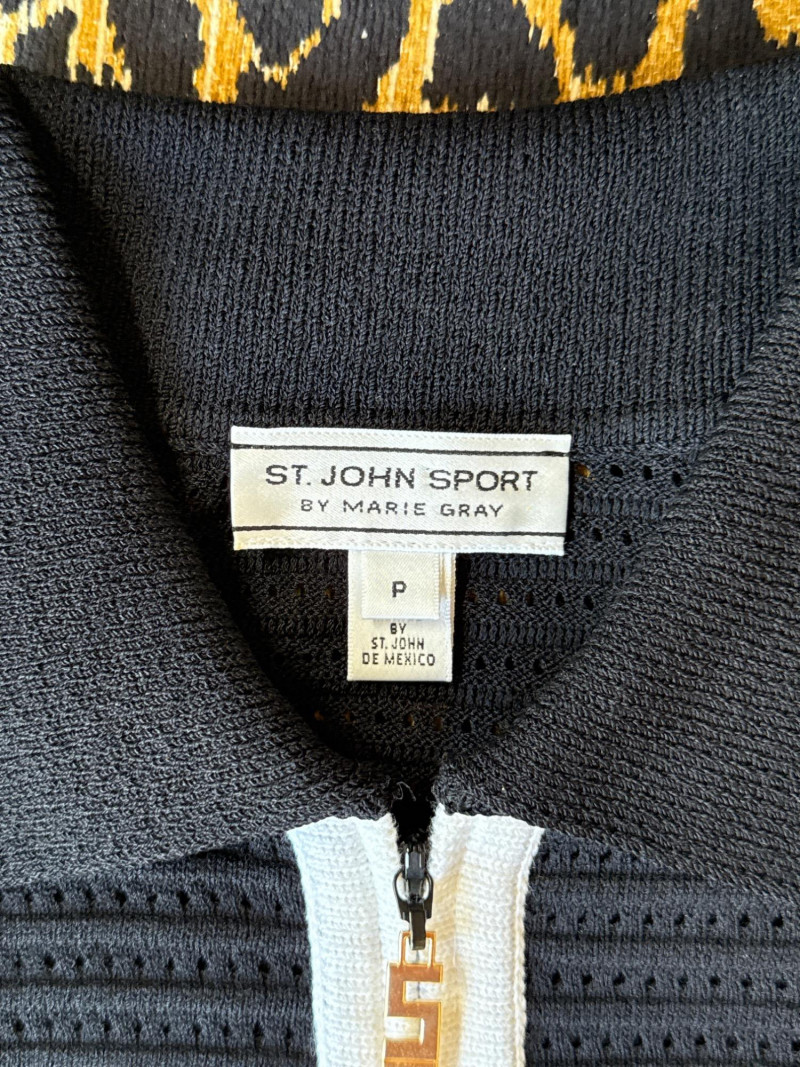 ST. JOHN SPORT
BY MARIE GRAY
P
BY
ST. JOHN
DE MEXICO